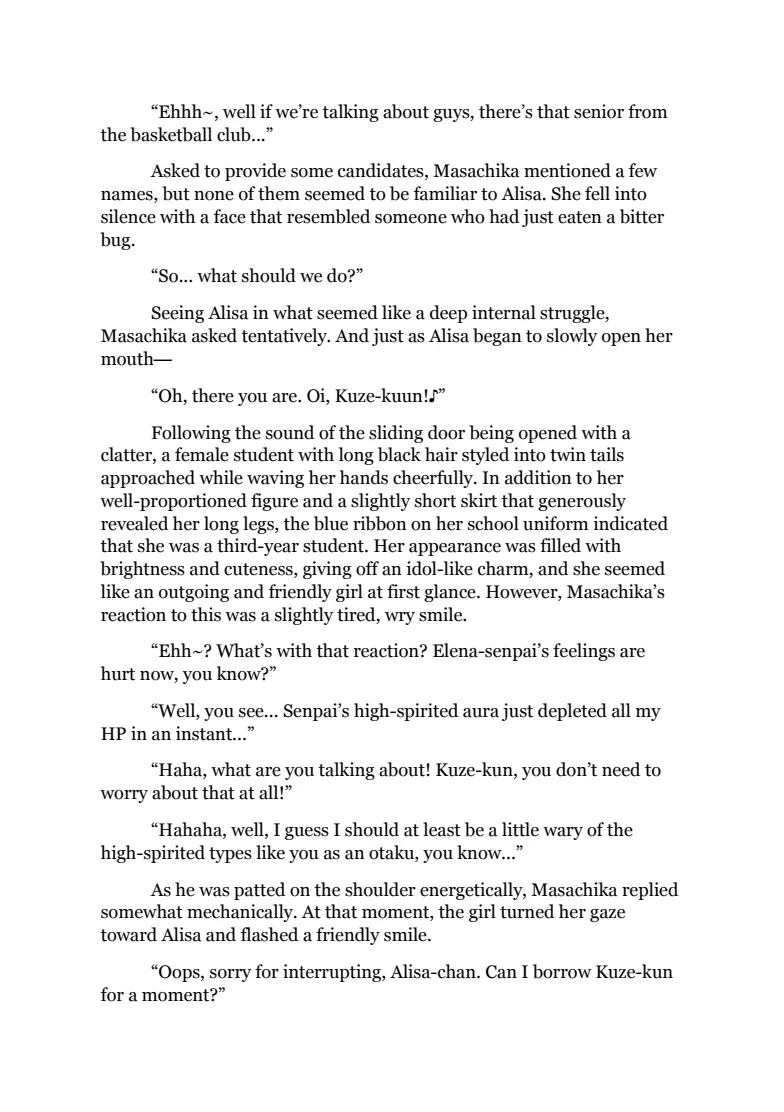 “Ehhh~, well if we’re talking about guys, there’s that senior from
the basketball club...”
Asked to provide some candidates, Masachika mentioned a few
names, but none of them seemed to be familiar to Alisa. She fell into
silence with a face that resembled someone who had just eaten a bitter
bug.
“So... what should we do?”
Seeing Alisa in what seemed like a deep internal struggle,
Masachika asked tentatively. And just as Alisa began to slowly open her
mouth—
“Oh, there you are. Oi, Kuze-kuun!♪”
Following the sound of the sliding door being opened with a
clatter, a female student with long black hair styled into twin tails
approached while waving her hands cheerfully. In addition to her
well-proportioned figure and a slightly short skirt that generously
revealed her long legs, the blue ribbon on her school uniform indicated
that she was a third-year student. Her appearance was filled with
brightness and cuteness, giving off an idol-like charm, and she seemed
like an outgoing and friendly girl at first glance. However, Masachika’s
reaction to this was a slightly tired, wry smile.
“Ehh~? What’s with that reaction? Elena-senpai’s feelings are
hurt now, you know?”
“Well, you see... Senpai’s high-spirited aura just depleted all my
HP in an instant...”
“Haha, what are you talking about! Kuze-kun, you don’t need to
worry about that at all!”
“Hahaha, well, I guess I should at least be a little wary of the
high-spirited types like you as an otaku, you know...”
As he was patted on the shoulder energetically, Masachika replied
somewhat mechanically. At that moment, the girl turned her gaze
toward Alisa and flashed a friendly smile.
“Oops, sorry for interrupting, Alisa-chan. Can I borrow Kuze-kun
for a moment?”